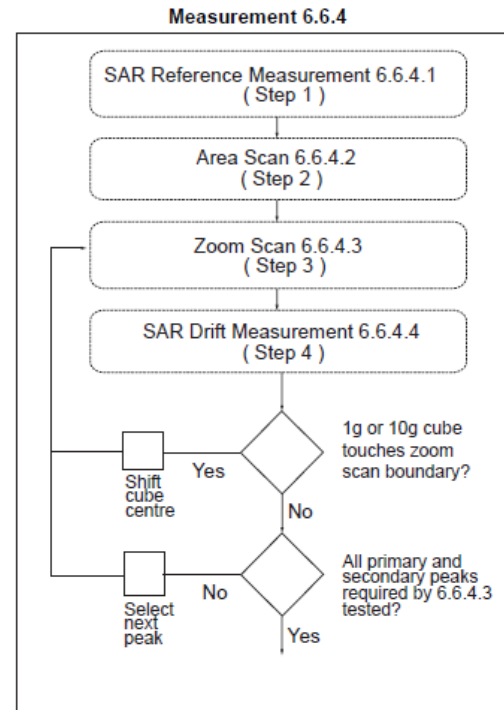 Measurement 6.6.4
SAR Reference Measurement 6.6.4.1
( Step 1 )
Area Scan 6.6.4.2
( Step 2 )
Zoom Scan 6.6.4.3
( Step 3 )
SAR Drift Measurement 6.6.4.4
( Step 4 )
1g or 10g cube
touches zoom
scan boundary?
Yes
Shift
cube
centre
No
All primary and
secondary peaks
required by 6.6.4.3
tested?
No
Select
next
peak
Yes